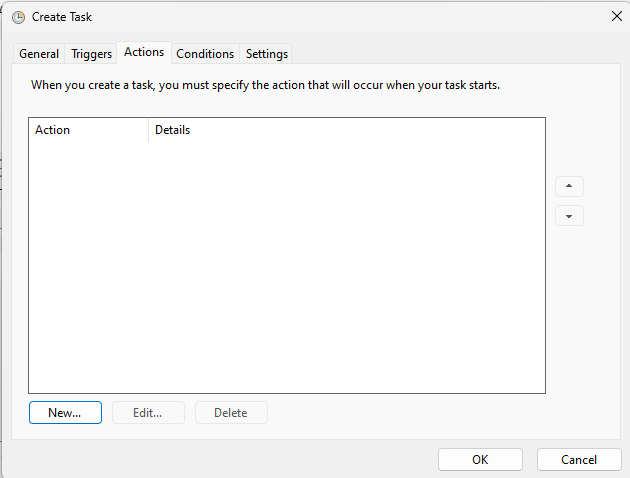 Create Task
General Triggers Actions Conditions Settings
When you create a task, you must specify the action that will occur when your task starts.
Action Details
New... Edit... Delete
OK Cancel